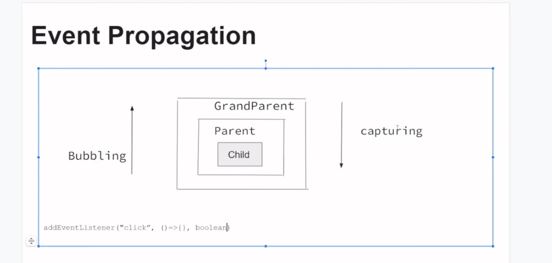 Event Propagation
GrandParent
Parent
capturing
Bubbling
Child
addEventListener("click", ()=>{}, boolean)